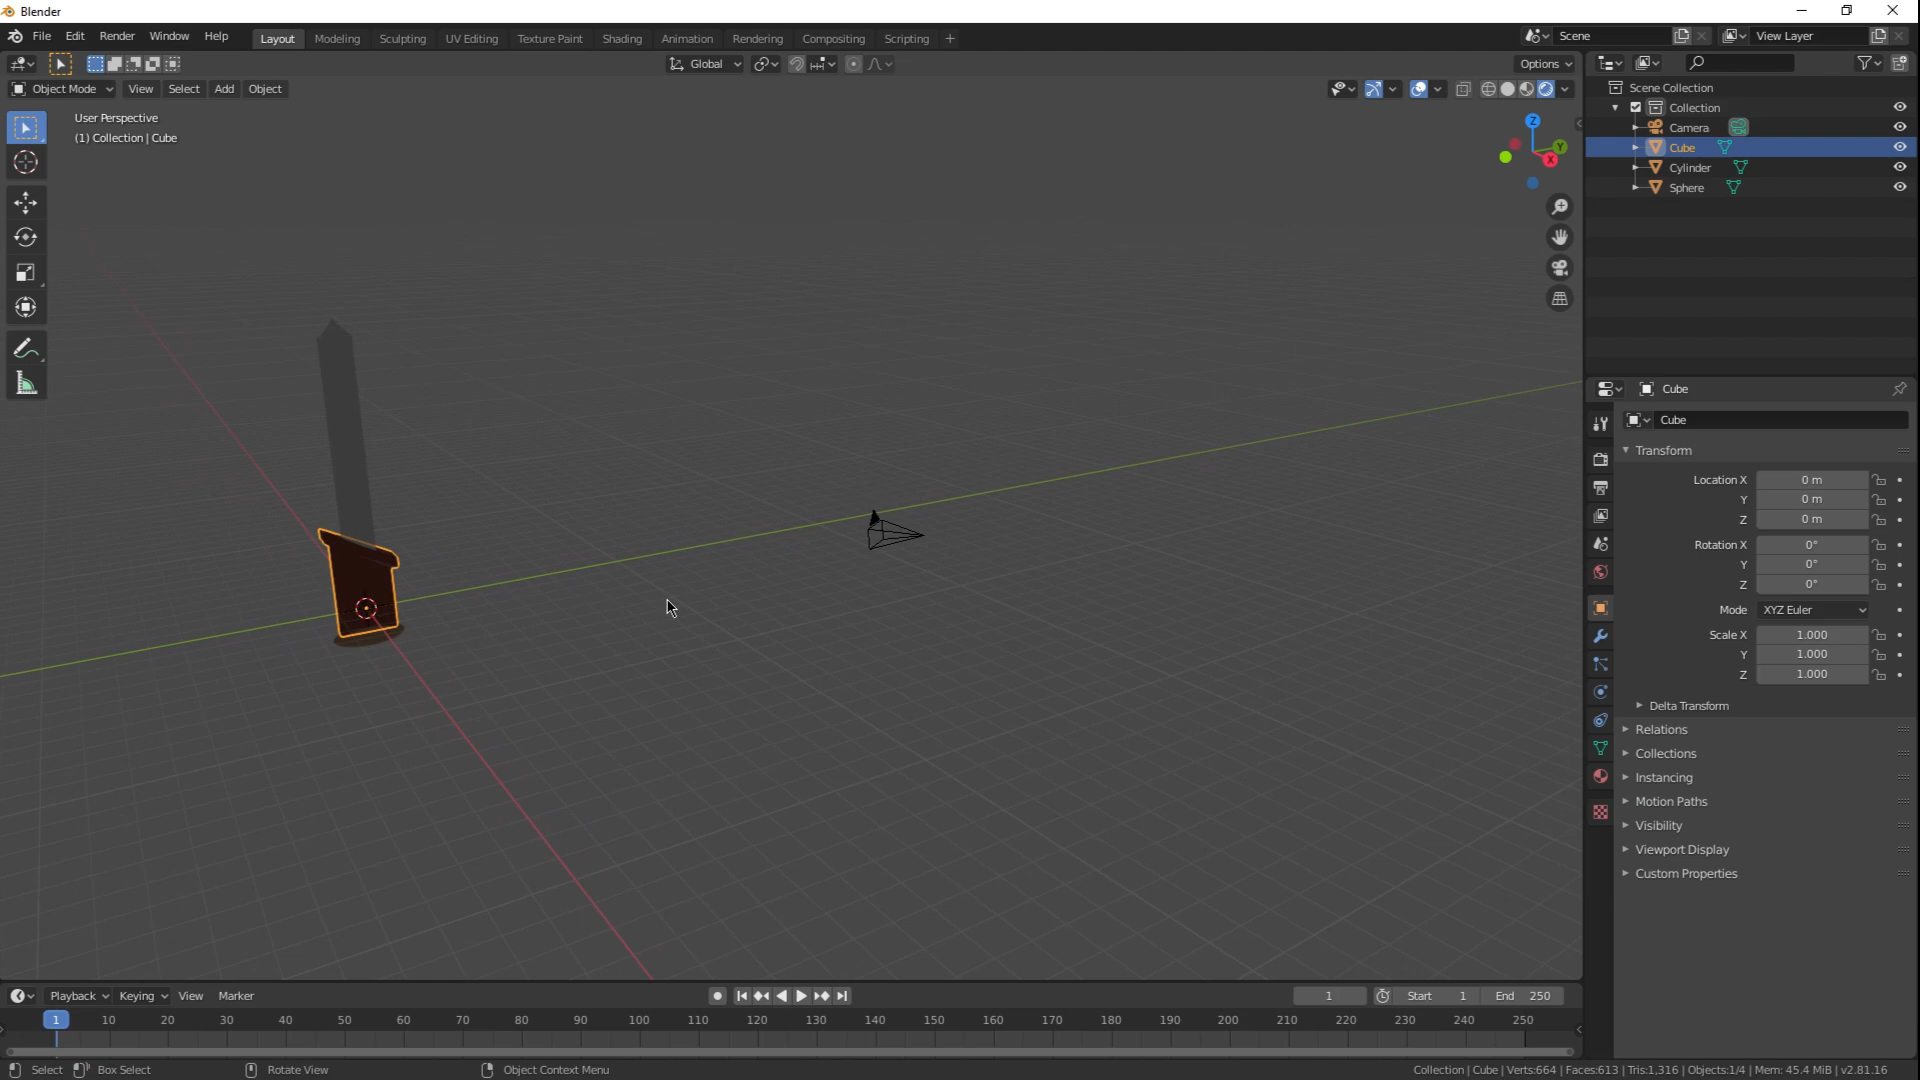 Blender
File Edit Render Window Help Layout Modeling Sculpting UV Editing Texture Paint Shading Animation Rendering Compositing Scripting + Scene View Layer
Global Options
Object Mode View Select Add Object
User Perspective
(1) Collection | Cube
Z
Y
X
Scene Collection
Collection
Camera
Cube
Cylinder
Sphere
Cube
Cube
Transform
Location X 0 m
Y 0 m
Z 0 m
Rotation X 0°
Y 0°
Z 0°
Mode XYZ Euler
Scale X 1.000
Y 1.000
Z 1.000
Delta Transform
Relations
Collections
Instancing
Motion Paths
Visibility
Viewport Display
Custom Properties
Playback Keying View Marker 1 Start 1 End 250
1 10 20 30 40 50 60 70 80 90 100 110 120 130 140 150 160 170 180 190 200 210 220 230 240 250
Select Box Select Rotate View Object Context Menu Collection | Cube | Verts:664 | Faces:613 | Tris:1,316 | Objects:1/4 | Mem: 45.4 MiB | v2.81.16